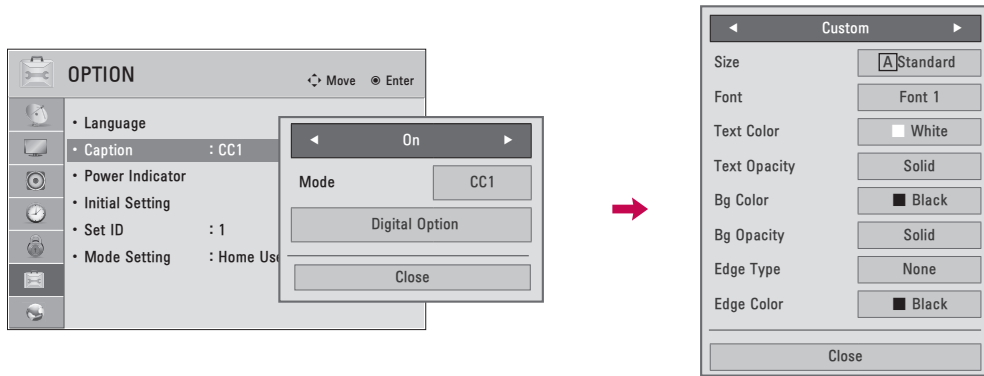 OPTION
Move Enter
• Language
• Caption : CC1
• Power Indicator
• Initial Setting
• Set ID : 1
• Mode Setting : Home Use
◄ On ►
Mode CC1
Digital Option
Close
◄ Custom ►
Size A Standard
Font Font 1
Text Color White
Text Opacity Solid
Bg Color Black
Bg Opacity Solid
Edge Type None
Edge Color Black
Close